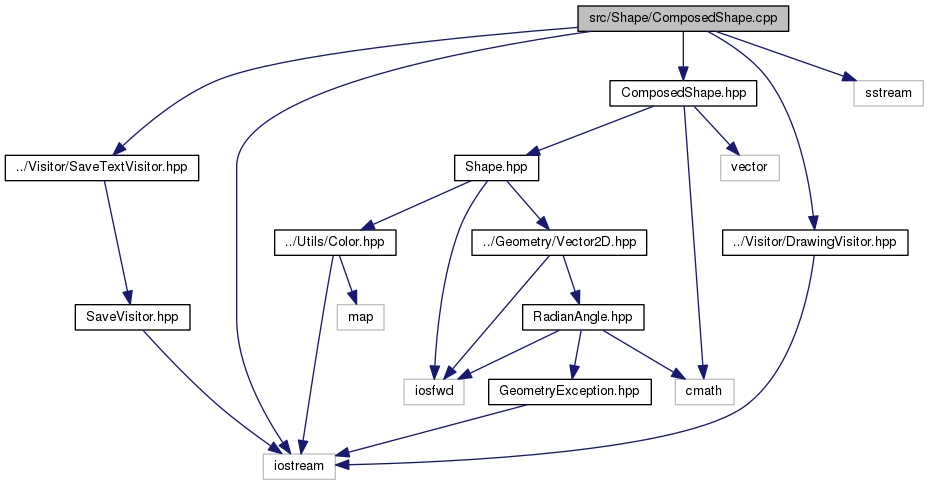 src/Shape/ComposedShape.cpp
ComposedShape.hpp
sstream
../Visitor/SaveTextVisitor.hpp
Shape.hpp
vector
../Utils/Color.hpp
../Geometry/Vector2D.hpp
../Visitor/DrawingVisitor.hpp
SaveVisitor.hpp
map
RadianAngle.hpp
iosfwd
GeometryException.hpp
cmath
iostream